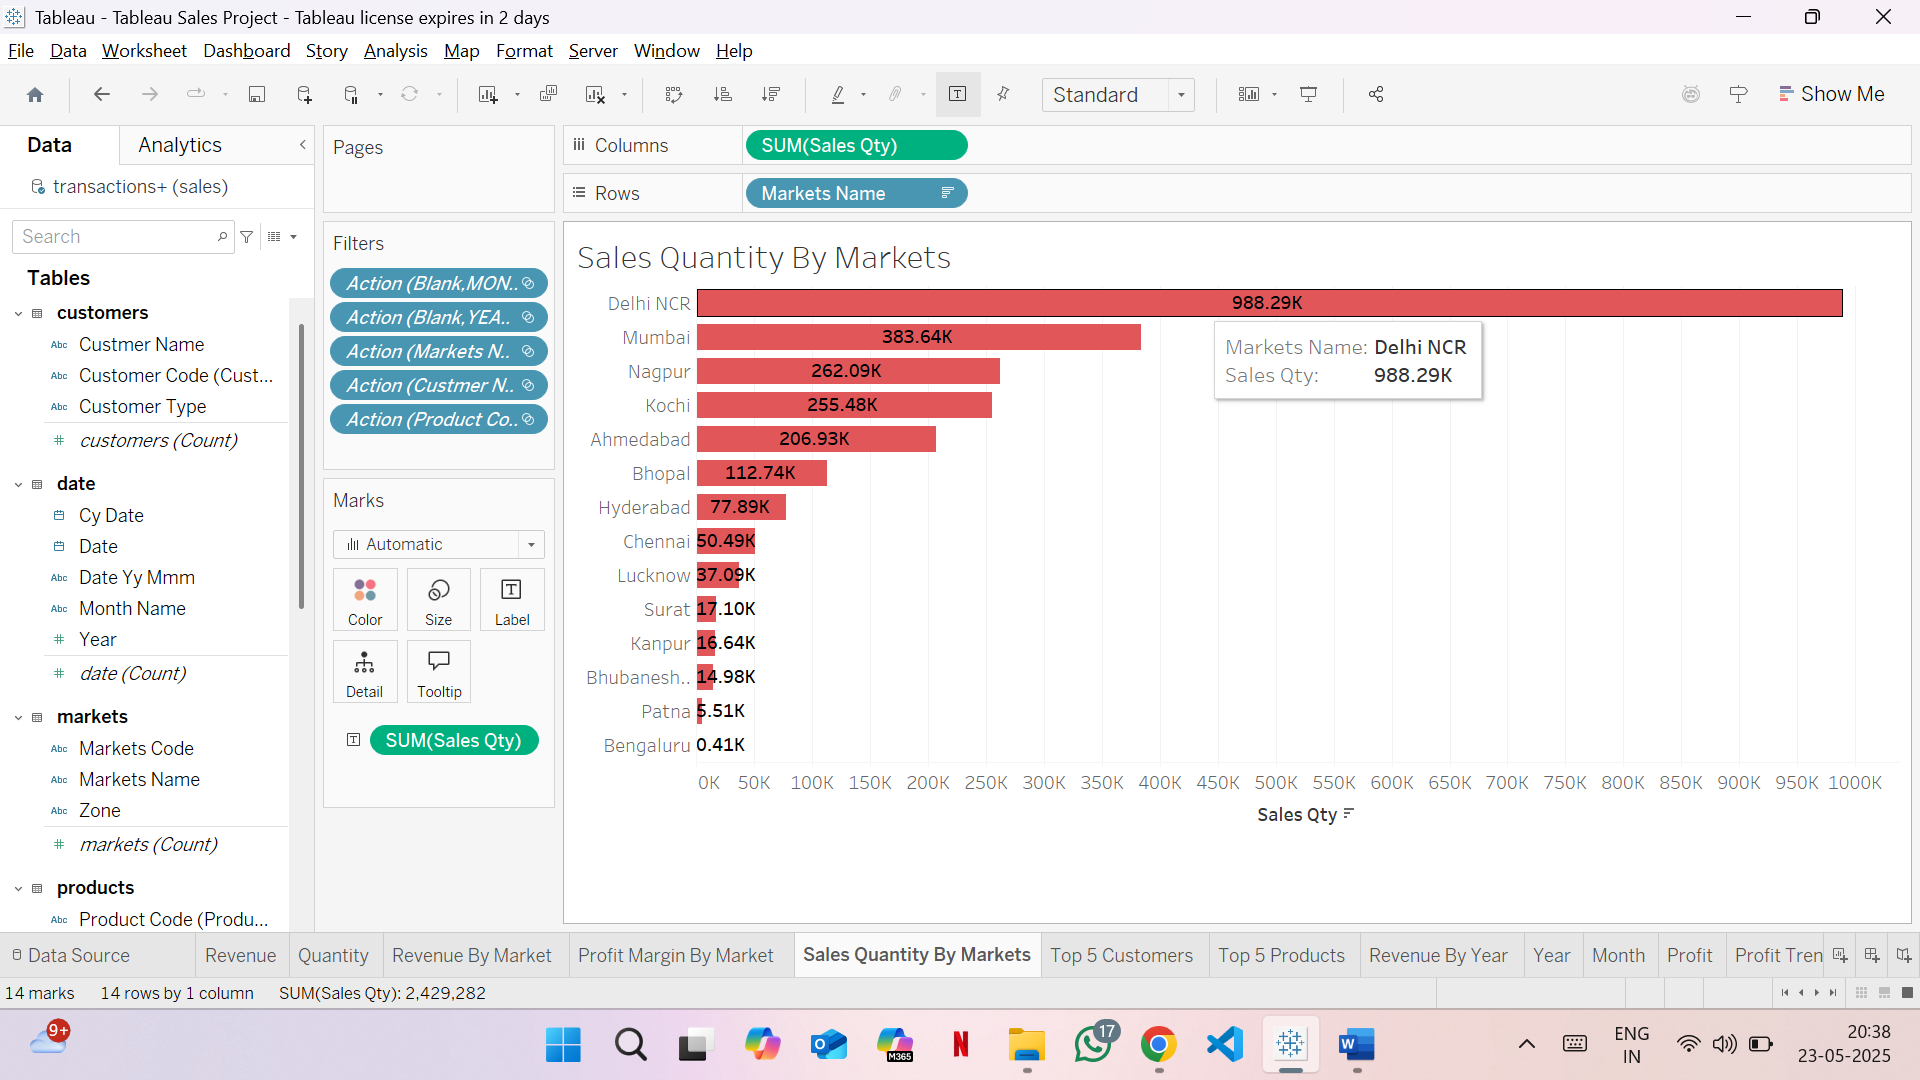 Tableau - Tableau Sales Project - Tableau license expires in 2 days
File Data Worksheet Dashboard Story Analysis Map Format Server Window Help
Standard
Show Me
Data Analytics
transactions+ (sales)
Search
Tables
customers
Abc Custmer Name
Abc Customer Code (Cust...
Abc Customer Type
# customers (Count)
date
Cy Date
Date
Abc Date Yy Mmm
Abc Month Name
# Year
# date (Count)
markets
Abc Markets Code
Abc Markets Name
Abc Zone
# markets (Count)
products
Abc Product Code (Produ...
Pages
Filters
Action (Blank,MON..
Action (Blank,YEA..
Action (Markets N..
Action (Custmer N..
Action (Product Co..
Marks
Automatic
Color Size Label
Detail Tooltip
SUM(Sales Qty)
Columns SUM(Sales Qty)
Rows Markets Name
Sales Quantity By Markets
Delhi NCR 988.29K
Mumbai 383.64K
Nagpur 262.09K
Kochi 255.48K
Ahmedabad 206.93K
Bhopal 112.74K
Hyderabad 77.89K
Chennai 50.49K
Lucknow 37.09K
Surat 17.10K
Kanpur 16.64K
Bhubanesh.. 14.98K
Patna 5.51K
Bengaluru 0.41K
Markets Name: Delhi NCR
Sales Qty: 988.29K
0K 50K 100K 150K 200K 250K 300K 350K 400K 450K 500K 550K 600K 650K 700K 750K 800K 850K 900K 950K 1000K
Sales Qty
Data Source Revenue Quantity Revenue By Market Profit Margin By Market Sales Quantity By Markets Top 5 Customers Top 5 Products Revenue By Year Year Month Profit Profit Tren
14 marks 14 rows by 1 column SUM(Sales Qty): 2,429,282
9+
M365
N
17
W
ENG
IN
20:38
23-05-2025